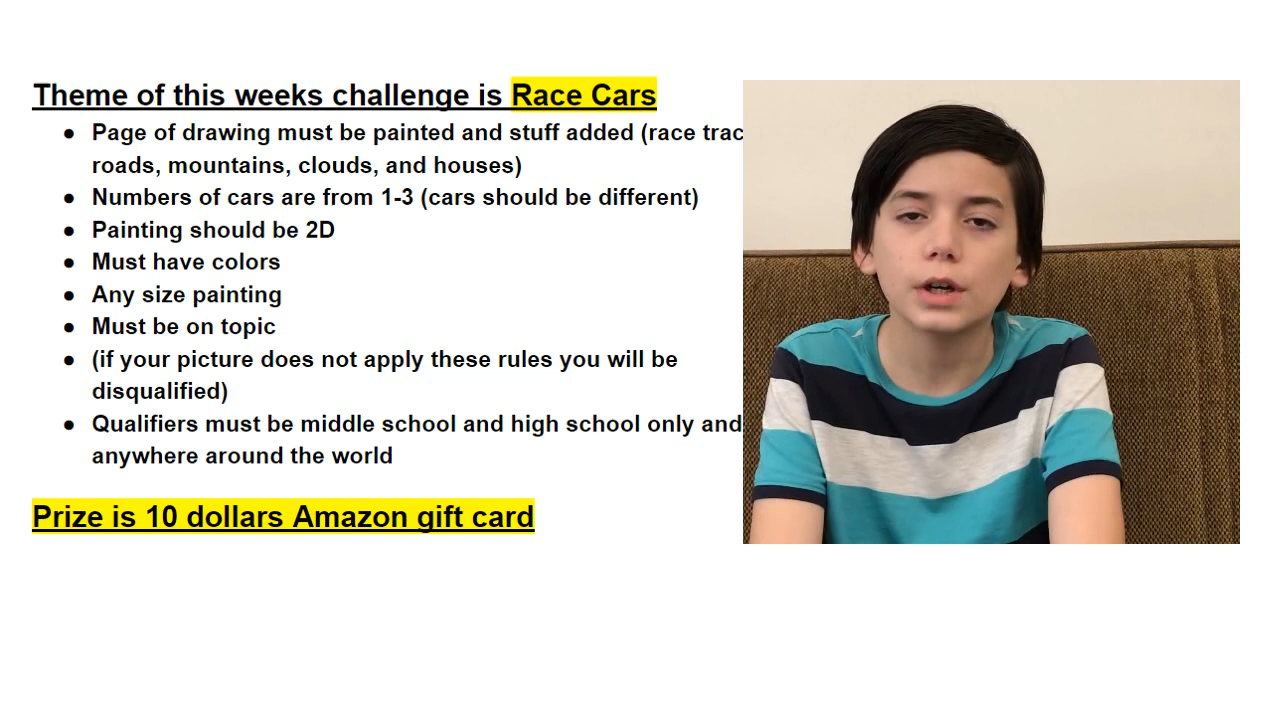 Theme of this weeks challenge is Race Cars
● Page of drawing must be painted and stuff added (race trac
roads, mountains, clouds, and houses)
● Numbers of cars are from 1-3 (cars should be different)
● Painting should be 2D
● Must have colors
● Any size painting
● Must be on topic
● (if your picture does not apply these rules you will be
disqualified)
● Qualifiers must be middle school and high school only and
anywhere around the world
Prize is 10 dollars Amazon gift card